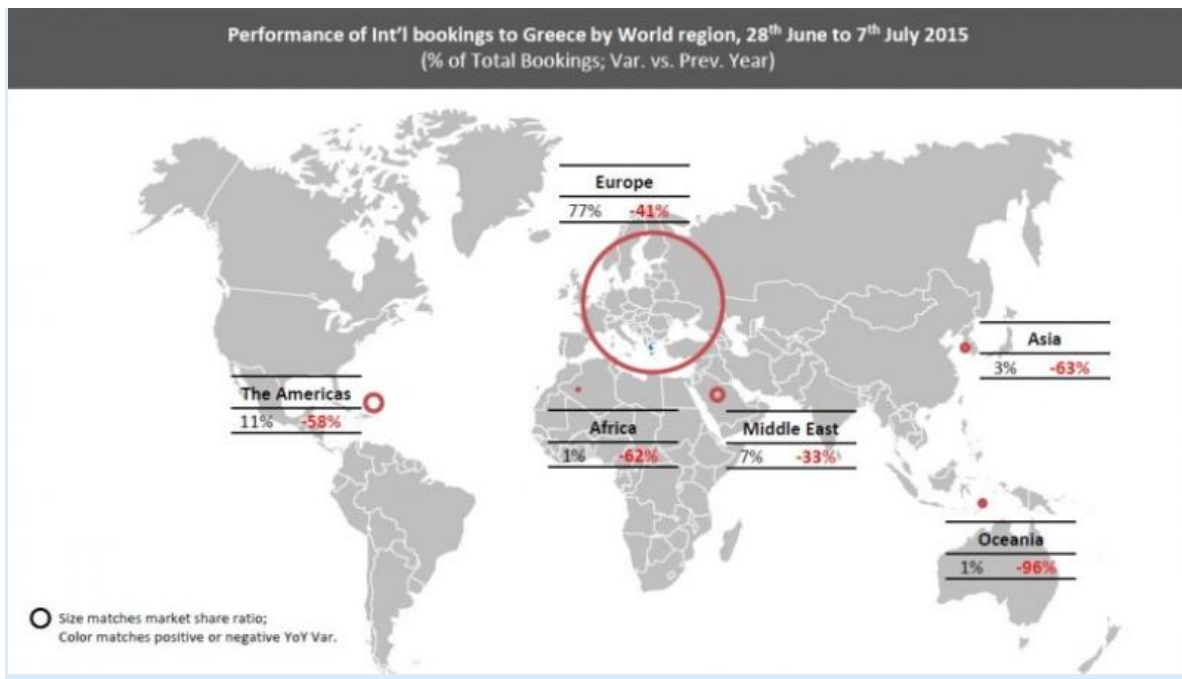 Performance of Int'l bookings to Greece by World region, 28th June to 7th July 2015
(% of Total Bookings; Var. vs. Prev. Year)
Europe
77% -41%
Asia
3% -63%
The Americas
11% -58%
Africa
1% -62%
Middle East
7% -33%
Oceania
1% -96%
Size matches market share ratio;
Color matches positive or negative YoY Var.